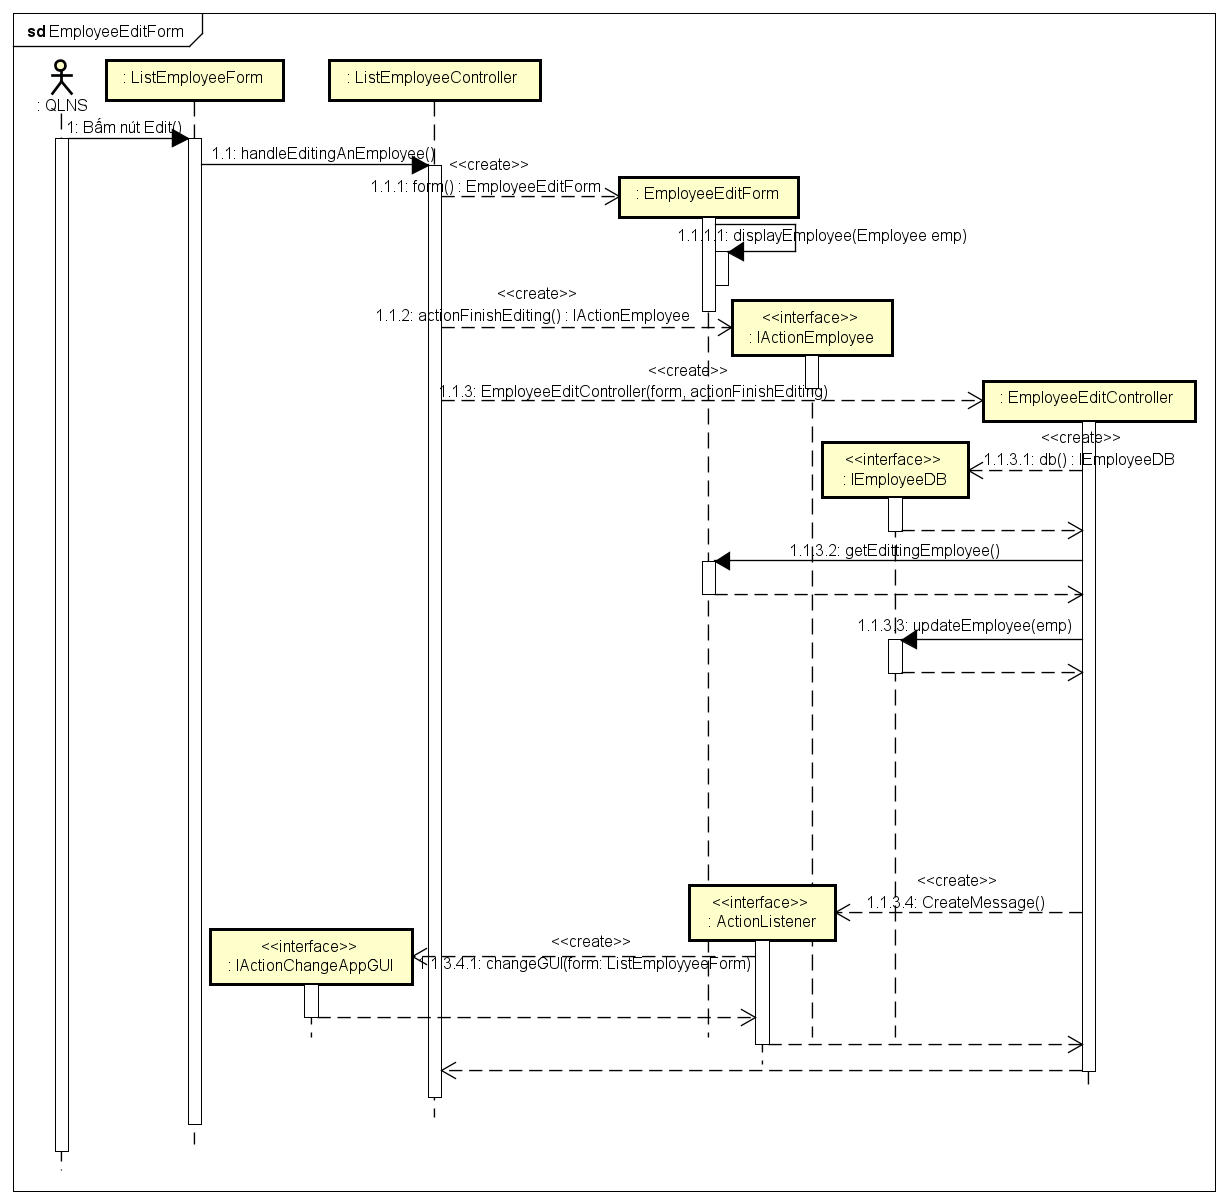 sd EmployeeEditForm
: QLNS
: ListEmployeeForm
: ListEmployeeController
1: Bấm nút Edit()
1.1: handleEditingAnEmployee()
<<create>>
1.1.1: form() : EmployeeEditForm
: EmployeeEditForm
1.1.1.1: displayEmployee(Employee emp)
<<create>>
1.1.2: actionFinishEditing() : IActionEmployee
<<interface>>
: IActionEmployee
<<create>>
1.1.3: EmployeeEditController(form, actionFinishEditing)
: EmployeeEditController
<<create>>
1.1.3.1: db() : IEmployeeDB
<<interface>>
: IEmployeeDB
1.1.3.2: getEdittingEmployee()
1.1.3.3: updateEmployee(emp)
<<create>>
1.1.3.4: CreateMessage()
<<interface>>
: ActionListener
<<create>>
1.1.3.4.1: changeGUI(form: ListEmployyeeForm)
<<interface>>
: IActionChangeAppGUI